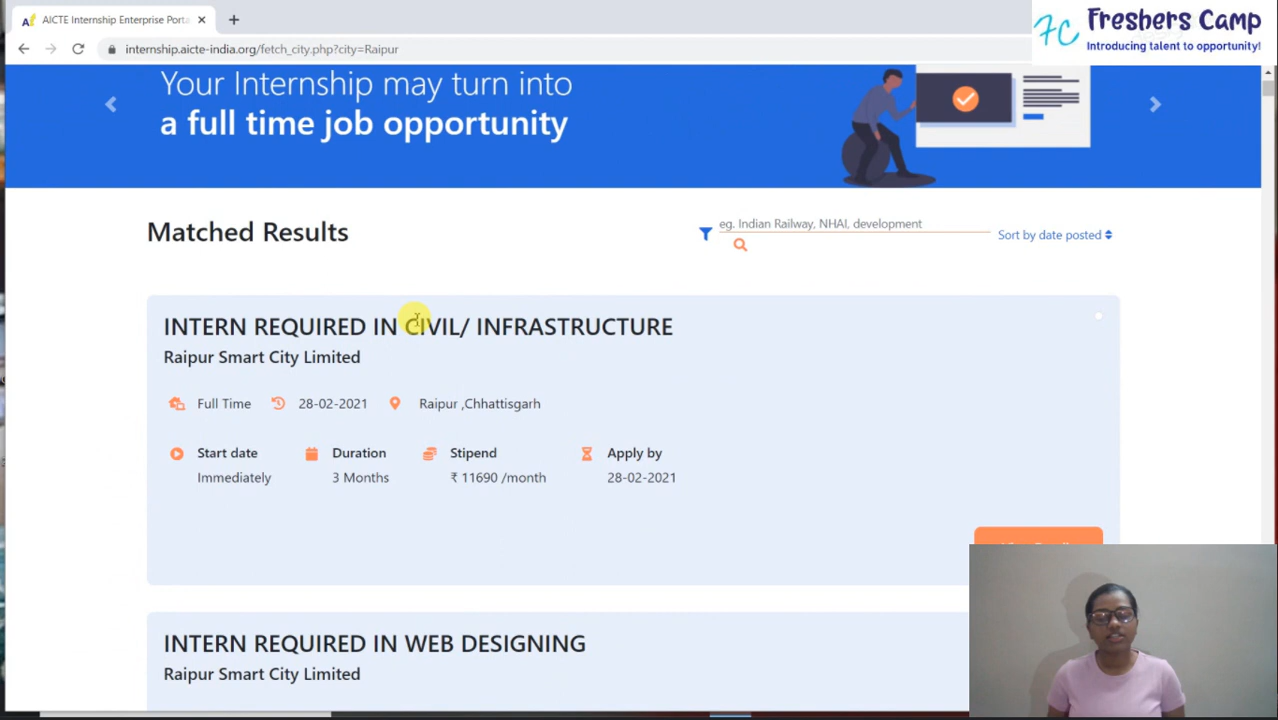 AICTE Internship Enterprise Porta
internship.aicte-india.org/fetch_city.php?city=Raipur
Freshers Camp
Introducing talent to opportunity!
Your Internship may turn into
a full time job opportunity
Matched Results
eg. Indian Railway, NHAI, development
Sort by date posted
INTERN REQUIRED IN CIVIL/ INFRASTRUCTURE
Raipur Smart City Limited
Full Time 28-02-2021 Raipur ,Chhattisgarh
Start date Duration Stipend Apply by
Immediately 3 Months ₹ 11690 /month 28-02-2021
INTERN REQUIRED IN WEB DESIGNING
Raipur Smart City Limited